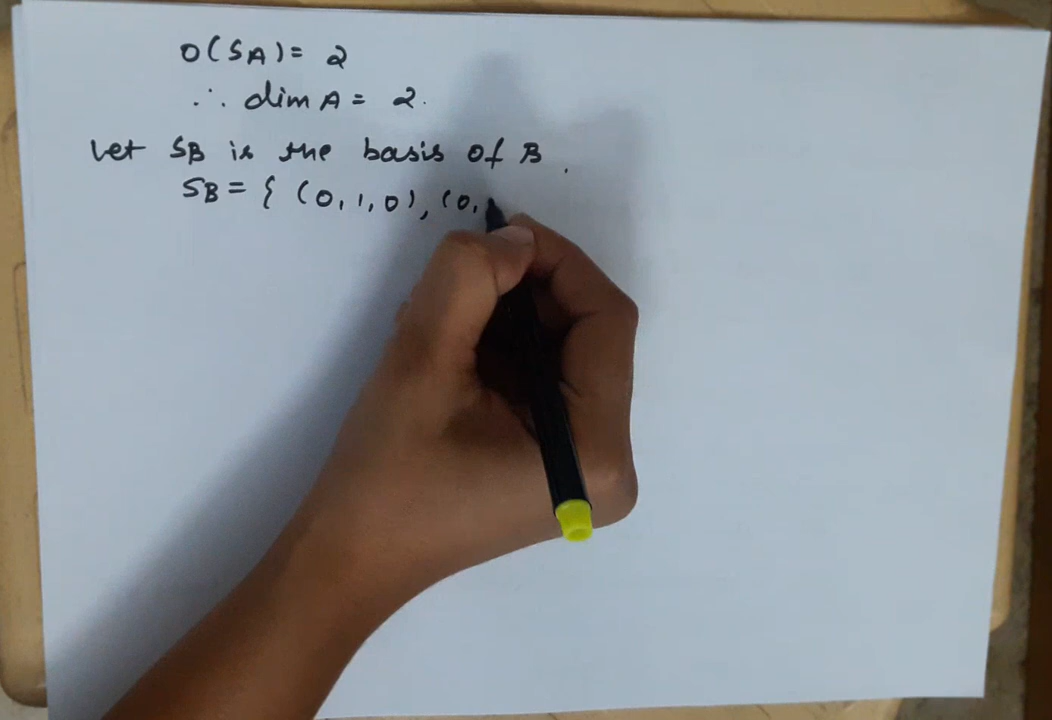 O(SA) = 2
∴ dim A = 2.
Let SB is the basis of B.
SB = { (0,1,0), (0,